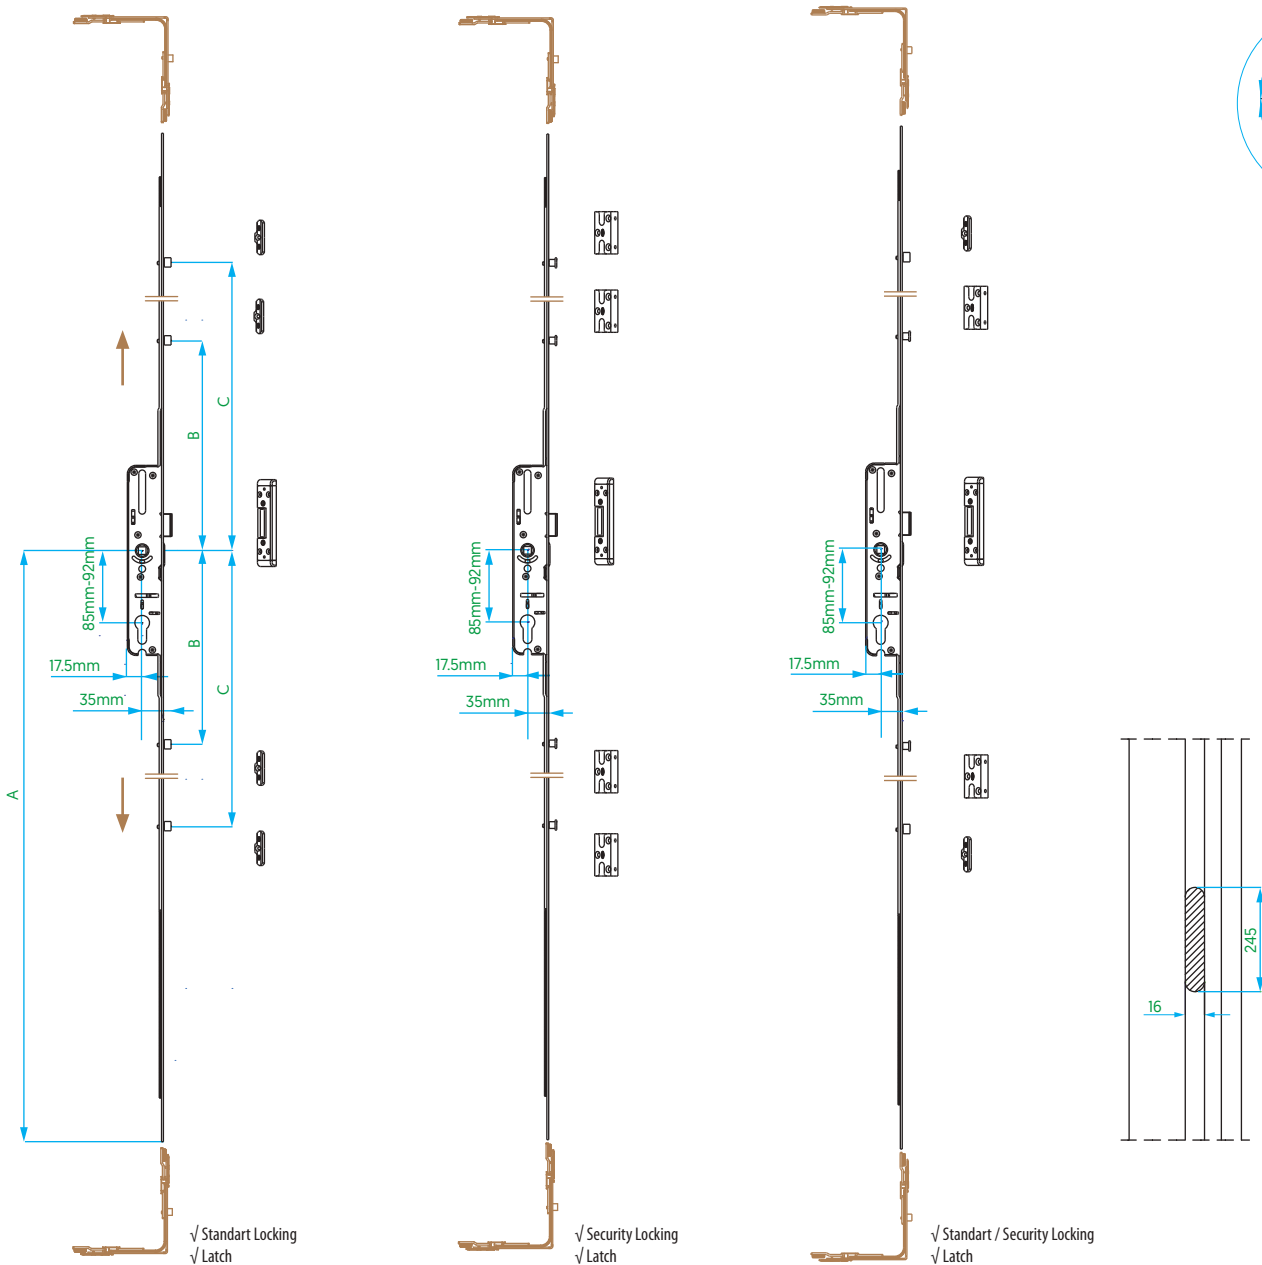 C
B
85mm-92mm
B
C
17.5mm
35mm
A
√ Standart Locking
√ Latch
85mm-92mm
17.5mm
35mm
√ Security Locking
√ Latch
85mm-92mm
17.5mm
35mm
√ Standart / Security Locking
√ Latch
245
16